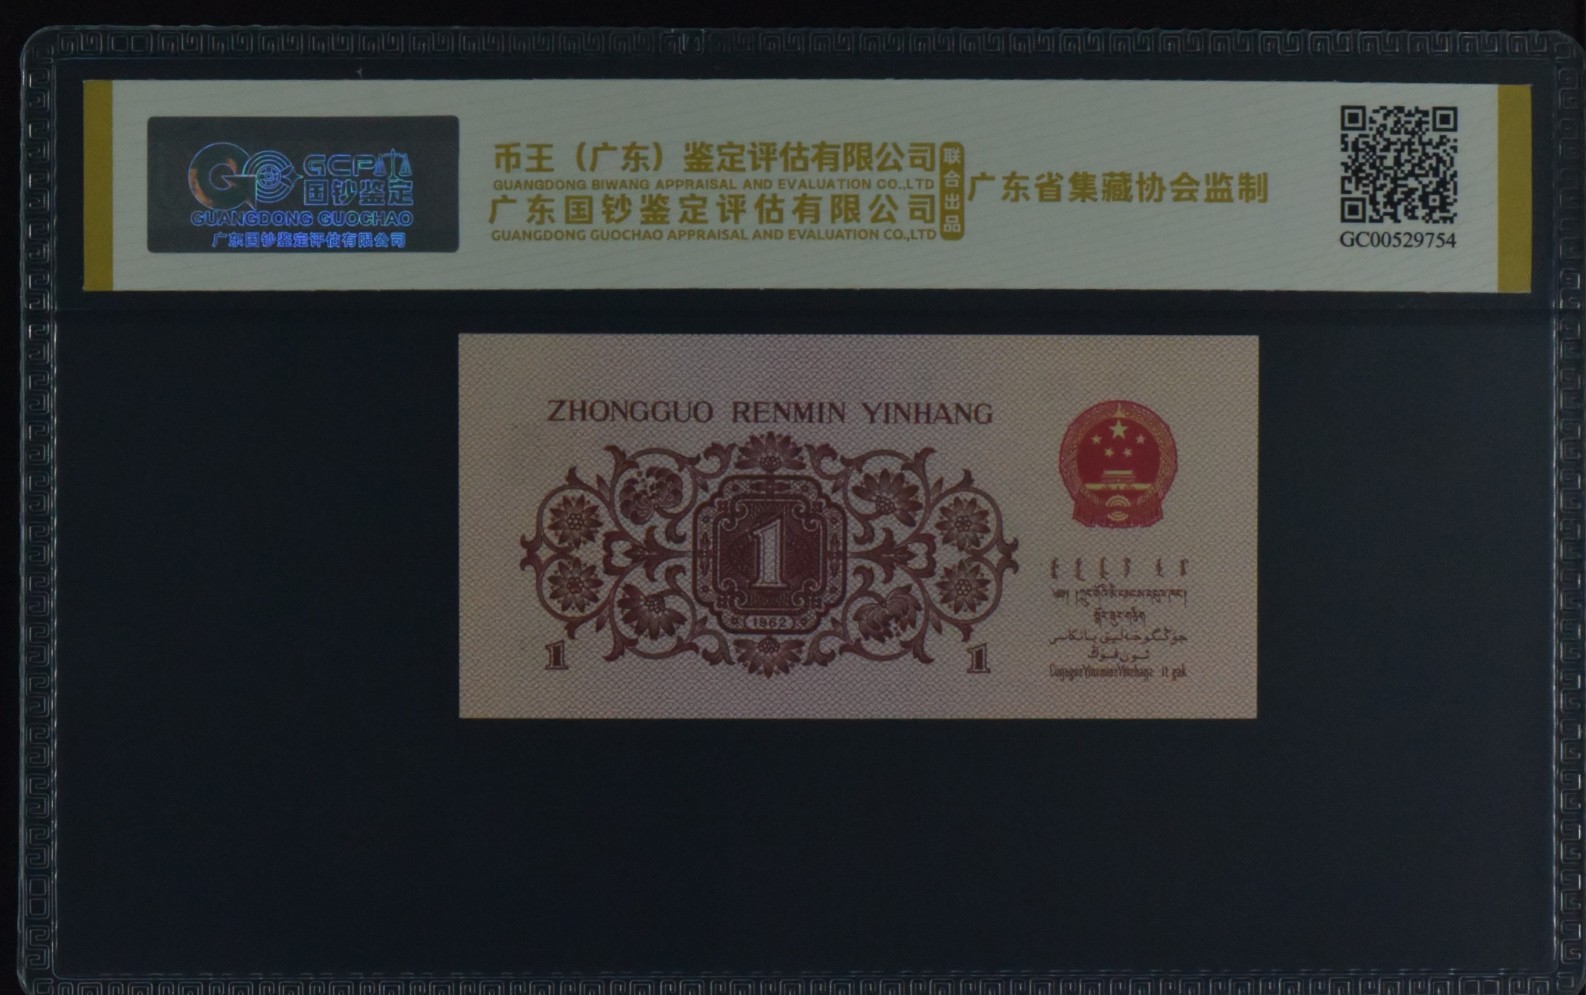 GCP
国钞鉴定
GUANGDONG GUOCHAO
广东国钞鉴定评估有限公司
币王（广东）鉴定评估有限公司
GUANGDONG BIWANG APPRAISAL AND EVALUATION CO.,LTD
广东国钞鉴定评估有限公司
GUANGDONG GUOCHAO APPRAISAL AND EVALUATION CO.,LTD
联合出品
广东省集藏协会监制
GC00529754
ZHONGGUO RENMIN YINHANG
1
(1962)
1
1